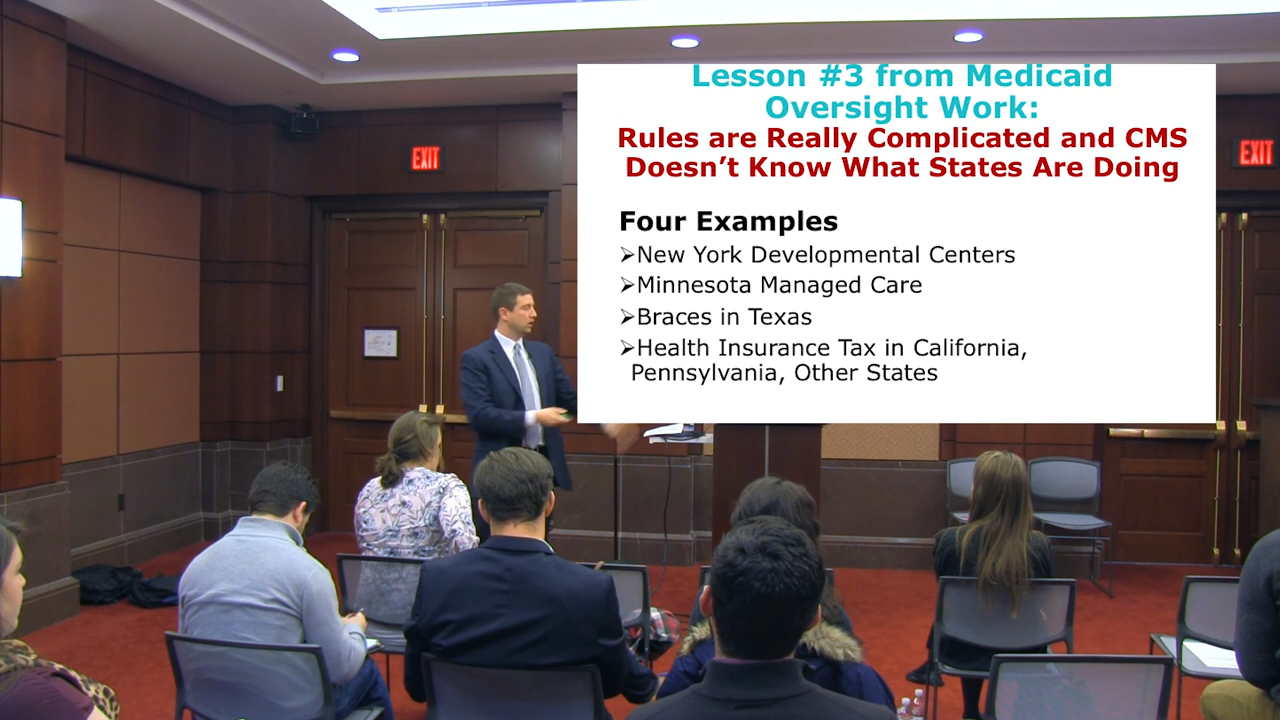 Lesson #3 from Medicaid
Oversight Work:
Rules are Really Complicated and CMS
Doesn’t Know What States Are Doing
Four Examples
➢New York Developmental Centers
➢Minnesota Managed Care
➢Braces in Texas
➢Health Insurance Tax in California,
Pennsylvania, Other States
EXIT
EXIT